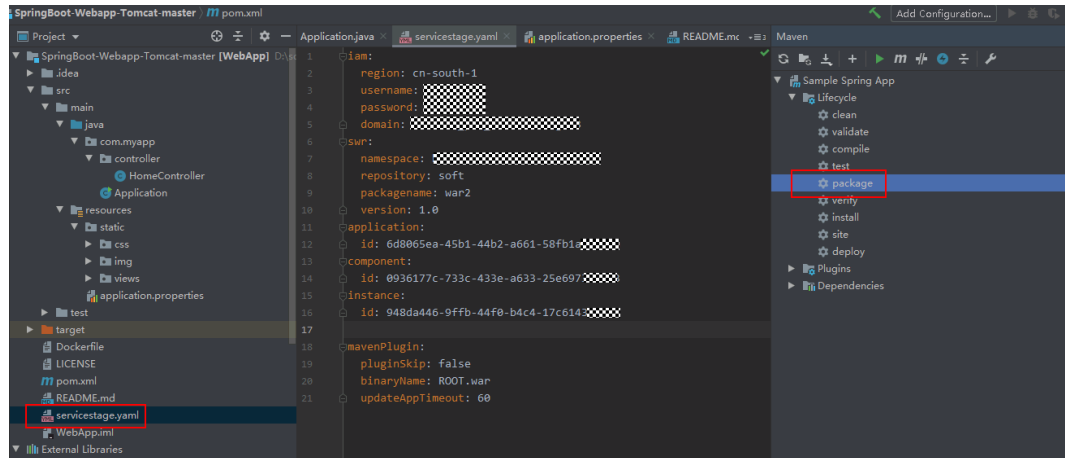 SpringBoot-Webapp-Tomcat-master pom.xml
Add Configuration...
Project
SpringBoot-Webapp-Tomcat-master [WebApp]
.idea
src
main
java
com.myapp
controller
HomeController
Application
resources
static
css
img
views
application.properties
test
target
Dockerfile
LICENSE
pom.xml
README.md
servicestage.yaml
WebApp.iml
External Libraries
Application.java servicestage.yaml application.properties README.mc
1 iam:
2 region: cn-south-1
3 username:
4 password:
5 domain:
6 swr:
7 namespace:
8 repository: soft
9 packagename: war2
10 version: 1.0
11 application:
12 id: 6d8065ea-45b1-44b2-a661-58fb1a
13 component:
14 id: 0936177c-733c-433e-a633-25e697
15 instance:
16 id: 948da446-9ffb-44f0-b4c4-17c6143
17
18 mavenPlugin:
19 pluginSkip: false
20 binaryName: ROOT.war
21 updateAppTimeout: 60
Maven
Sample Spring App
Lifecycle
clean
validate
compile
test
package
verify
install
site
deploy
Plugins
Dependencies